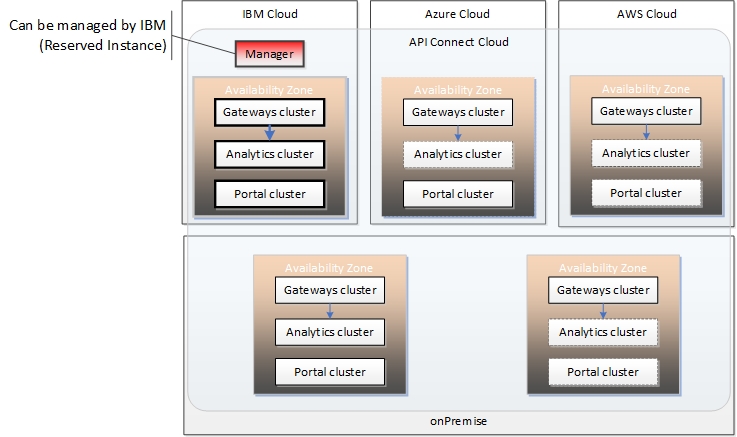 Can be managed by IBM
(Reserved Instance)
IBM Cloud
Azure Cloud
AWS Cloud
API Connect Cloud
Manager
Availability Zone
Gateways cluster
Analytics cluster
Portal cluster
Availability Zone
Gateways cluster
Analytics cluster
Portal cluster
Availability Zone
Gateways cluster
Analytics cluster
Portal cluster
Availability Zone
Gateways cluster
Analytics cluster
Portal cluster
Availability Zone
Gateways cluster
Analytics cluster
Portal cluster
onPremise